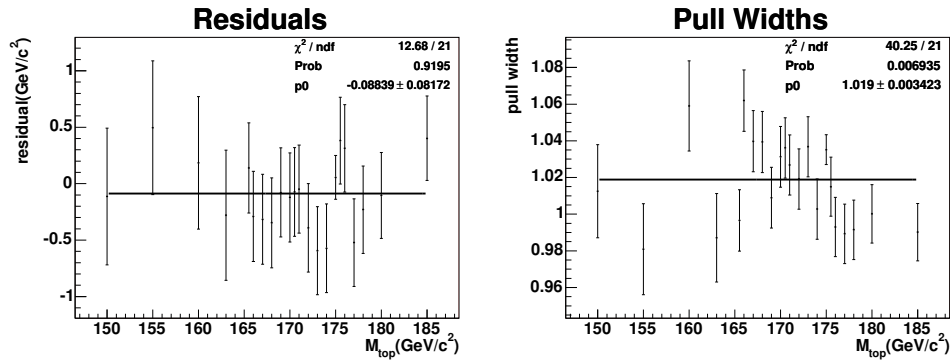 Residuals
residual(GeV/c²)
χ² / ndf 12.68 / 21
Prob 0.9195
p0 -0.08839 ± 0.08172
1
0.5
0
-0.5
-1
150 155 160 165 170 175 180 185
M_top(GeV/c²)
Pull Widths
pull width
χ² / ndf 40.25 / 21
Prob 0.006935
p0 1.019 ± 0.003423
1.08
1.06
1.04
1.02
1
0.98
0.96
150 155 160 165 170 175 180 185
M_top(GeV/c²)